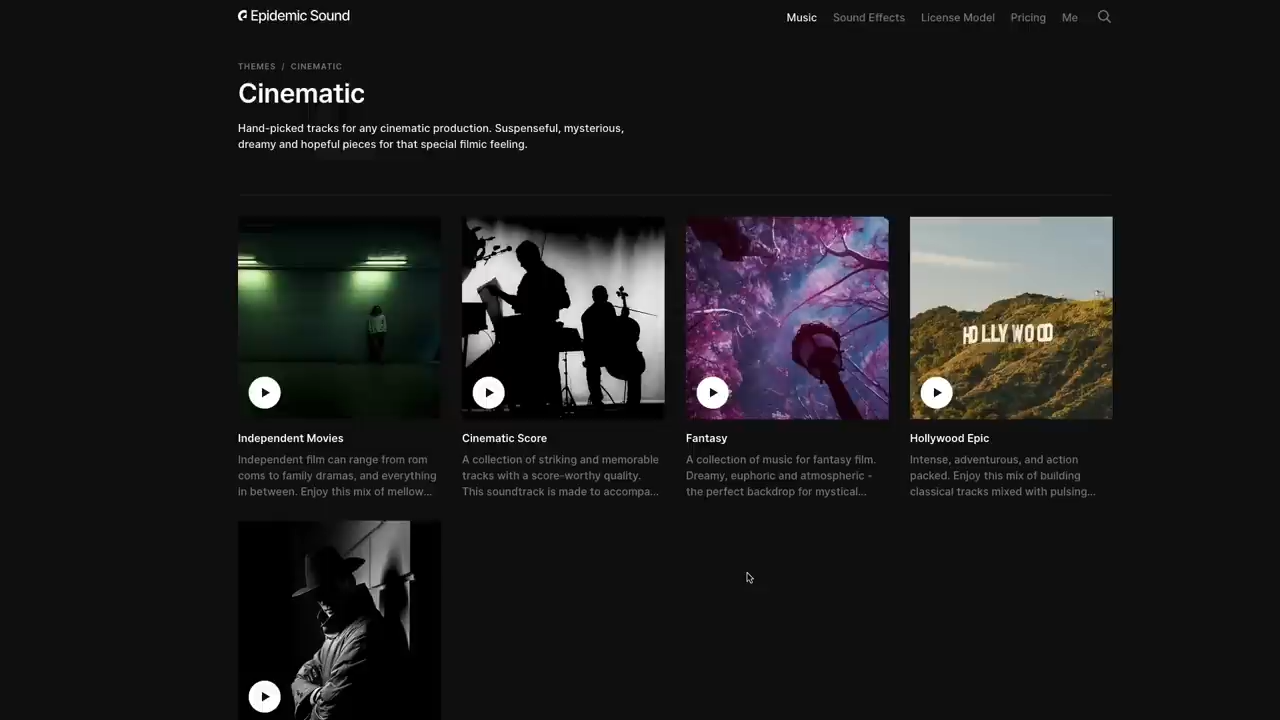 Epidemic Sound
Music Sound Effects License Model Pricing Me
THEMES / CINEMATIC
Cinematic
Hand-picked tracks for any cinematic production. Suspenseful, mysterious,
dreamy and hopeful pieces for that special filmic feeling.
HOLLYWOOD
Independent Movies
Independent film can range from rom
coms to family dramas, and everything
in between. Enjoy this mix of mellow...
Cinematic Score
A collection of striking and memorable
tracks with a score-worthy quality.
This soundtrack is made to accompa...
Fantasy
A collection of music for fantasy film.
Dreamy, euphoric and atmospheric -
the perfect backdrop for mystical...
Hollywood Epic
Intense, adventurous, and action
packed. Enjoy this mix of building
classical tracks mixed with pulsing...